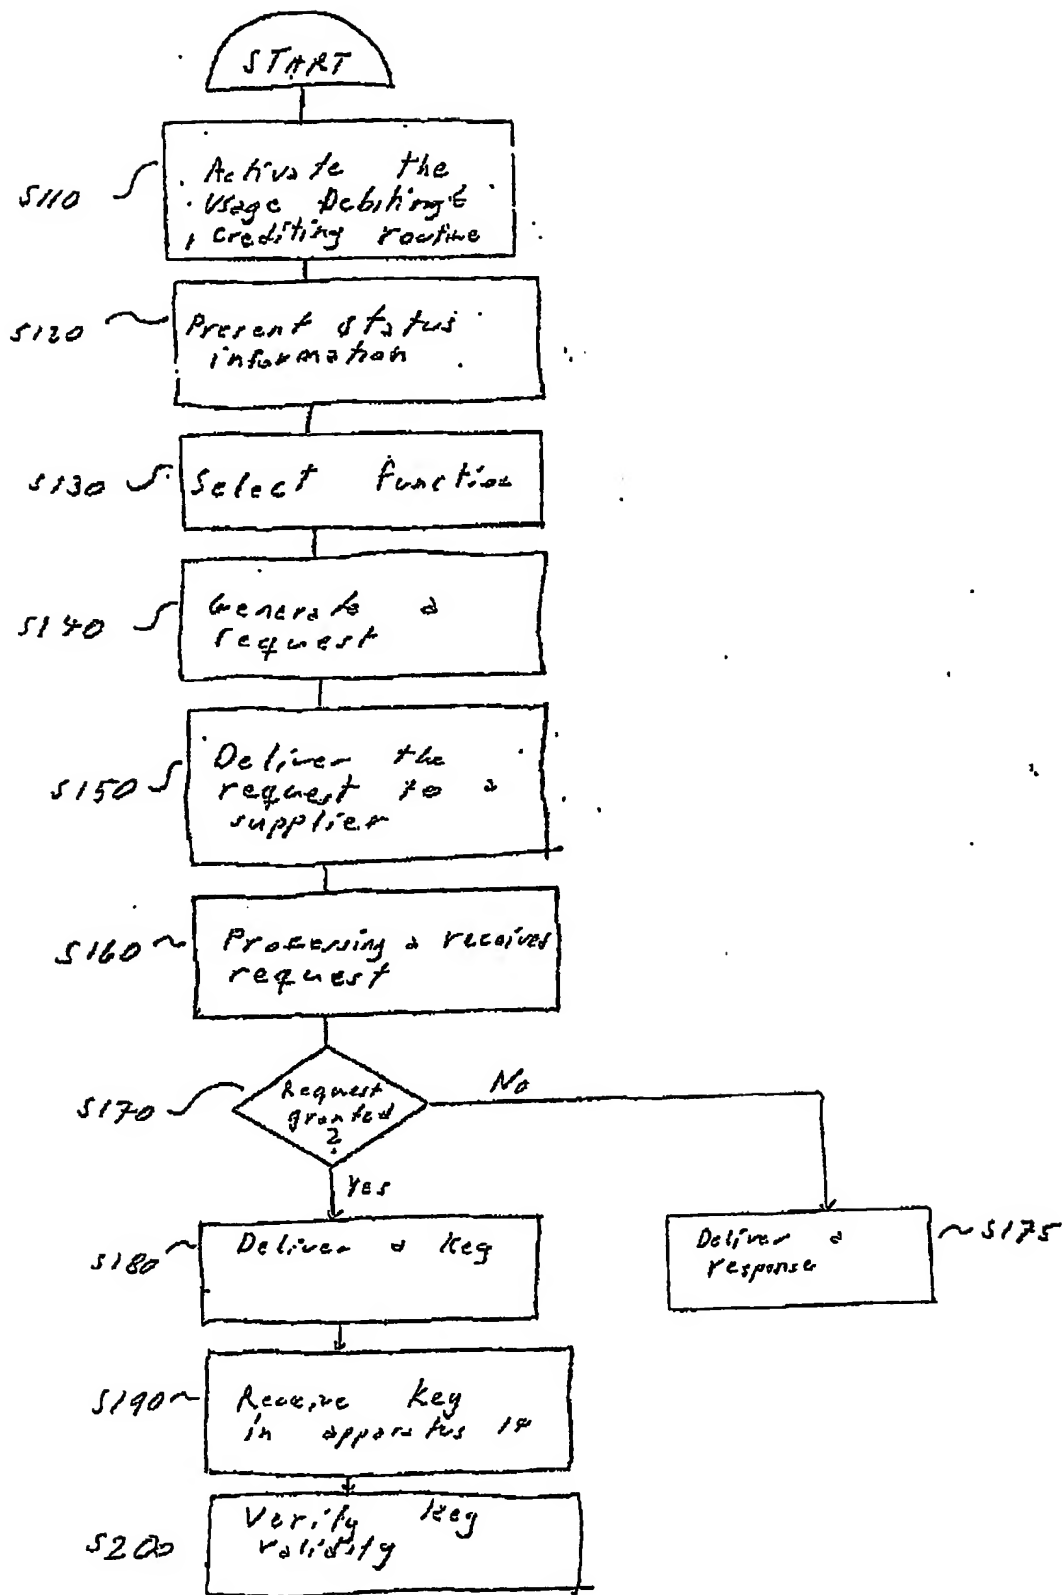 START
S110
Activate the
Usage Debiting &
crediting routine
S120
Present status
information
S130
Select function
S140
Generate a
request
S150
Deliver the
request to a
supplier
S160
Processing a received
request
S170
Request
granted
?
No
Yes
S180
Deliver a key
Deliver a
response
S175
S190
Receive key
in apparatus 14
S200
Verify key
validity